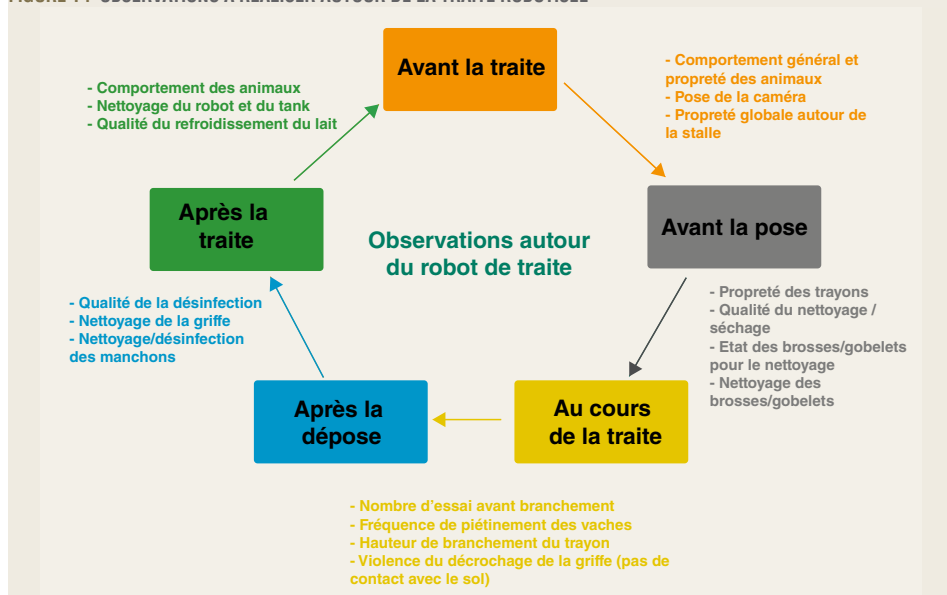 Avant la traite
- Comportement général et
propreté des animaux
- Pose de la caméra
- Propreté globale autour de
la stalle
Avant la pose
- Propreté des trayons
- Qualité du nettoyage /
séchage
- Etat des brosses/gobelets
pour le nettoyage
- Nettoyage des
brosses/gobelets
Au cours
de la traite
- Nombre d'essai avant branchement
- Fréquence de piétinement des vaches
- Hauteur de branchement du trayon
- Violence du décrochage de la griffe (pas de
contact avec le sol)
Après la
dépose
- Qualité de la désinfection
- Nettoyage de la griffe
- Nettoyage/désinfection
des manchons
Après la
traite
- Comportement des animaux
- Nettoyage du robot et du tank
- Qualité du refroidissement du lait
Observations autour
du robot de traite